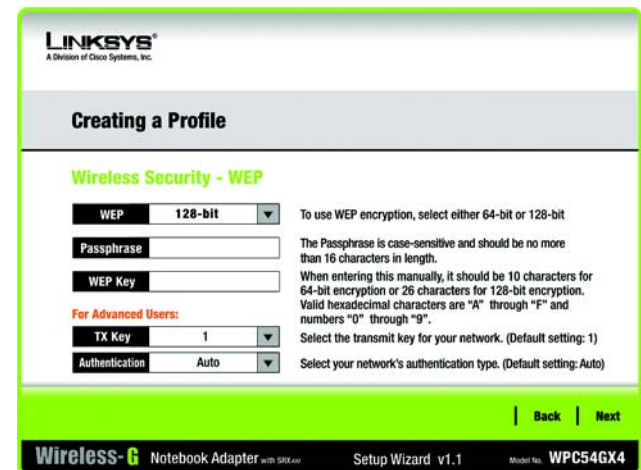 LINKSYS®
A Division of Cisco Systems, Inc.
Creating a Profile
Wireless Security - WEP
WEP 128-bit To use WEP encryption, select either 64-bit or 128-bit
Passphrase The Passphrase is case-sensitive and should be no more
than 16 characters in length.
WEP Key When entering this manually, it should be 10 characters for
64-bit encryption or 26 characters for 128-bit encryption.
Valid hexadecimal characters are "A" through "F" and
numbers "0" through "9".
For Advanced Users:
TX Key 1 Select the transmit key for your network. (Default setting: 1)
Authentication Auto Select your network's authentication type. (Default setting: Auto)
Back Next
Wireless-G Notebook Adapter with SRX400 Setup Wizard v1.1 Model No. WPC54GX4